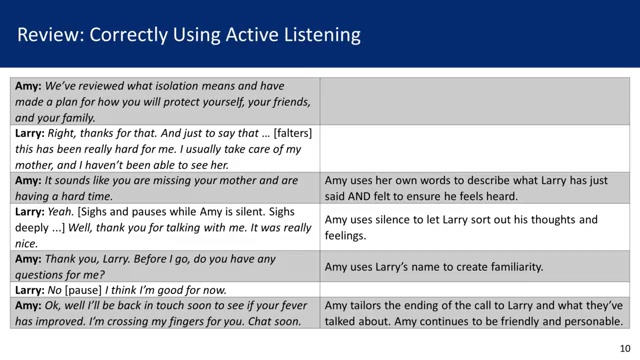 Review: Correctly Using Active Listening
Amy: We've reviewed what isolation means and have
made a plan for how you will protect yourself, your friends,
and your family.
Larry: Right, thanks for that. And just to say that … [falters]
this has been really hard for me. I usually take care of my
mother, and I haven't been able to see her.
Amy: It sounds like you are missing your mother and are
having a hard time.
Amy uses her own words to describe what Larry has just
said AND felt to ensure he feels heard.
Larry: Yeah. [Sighs and pauses while Amy is silent. Sighs
deeply ...] Well, thank you for talking with me. It was really
nice.
Amy uses silence to let Larry sort out his thoughts and
feelings.
Amy: Thank you, Larry. Before I go, do you have any
questions for me?
Amy uses Larry's name to create familiarity.
Larry: No [pause] I think I'm good for now.
Amy: Ok, well I'll be back in touch soon to see if your fever
has improved. I'm crossing my fingers for you. Chat soon.
Amy tailors the ending of the call to Larry and what they've
talked about. Amy continues to be friendly and personable.
10